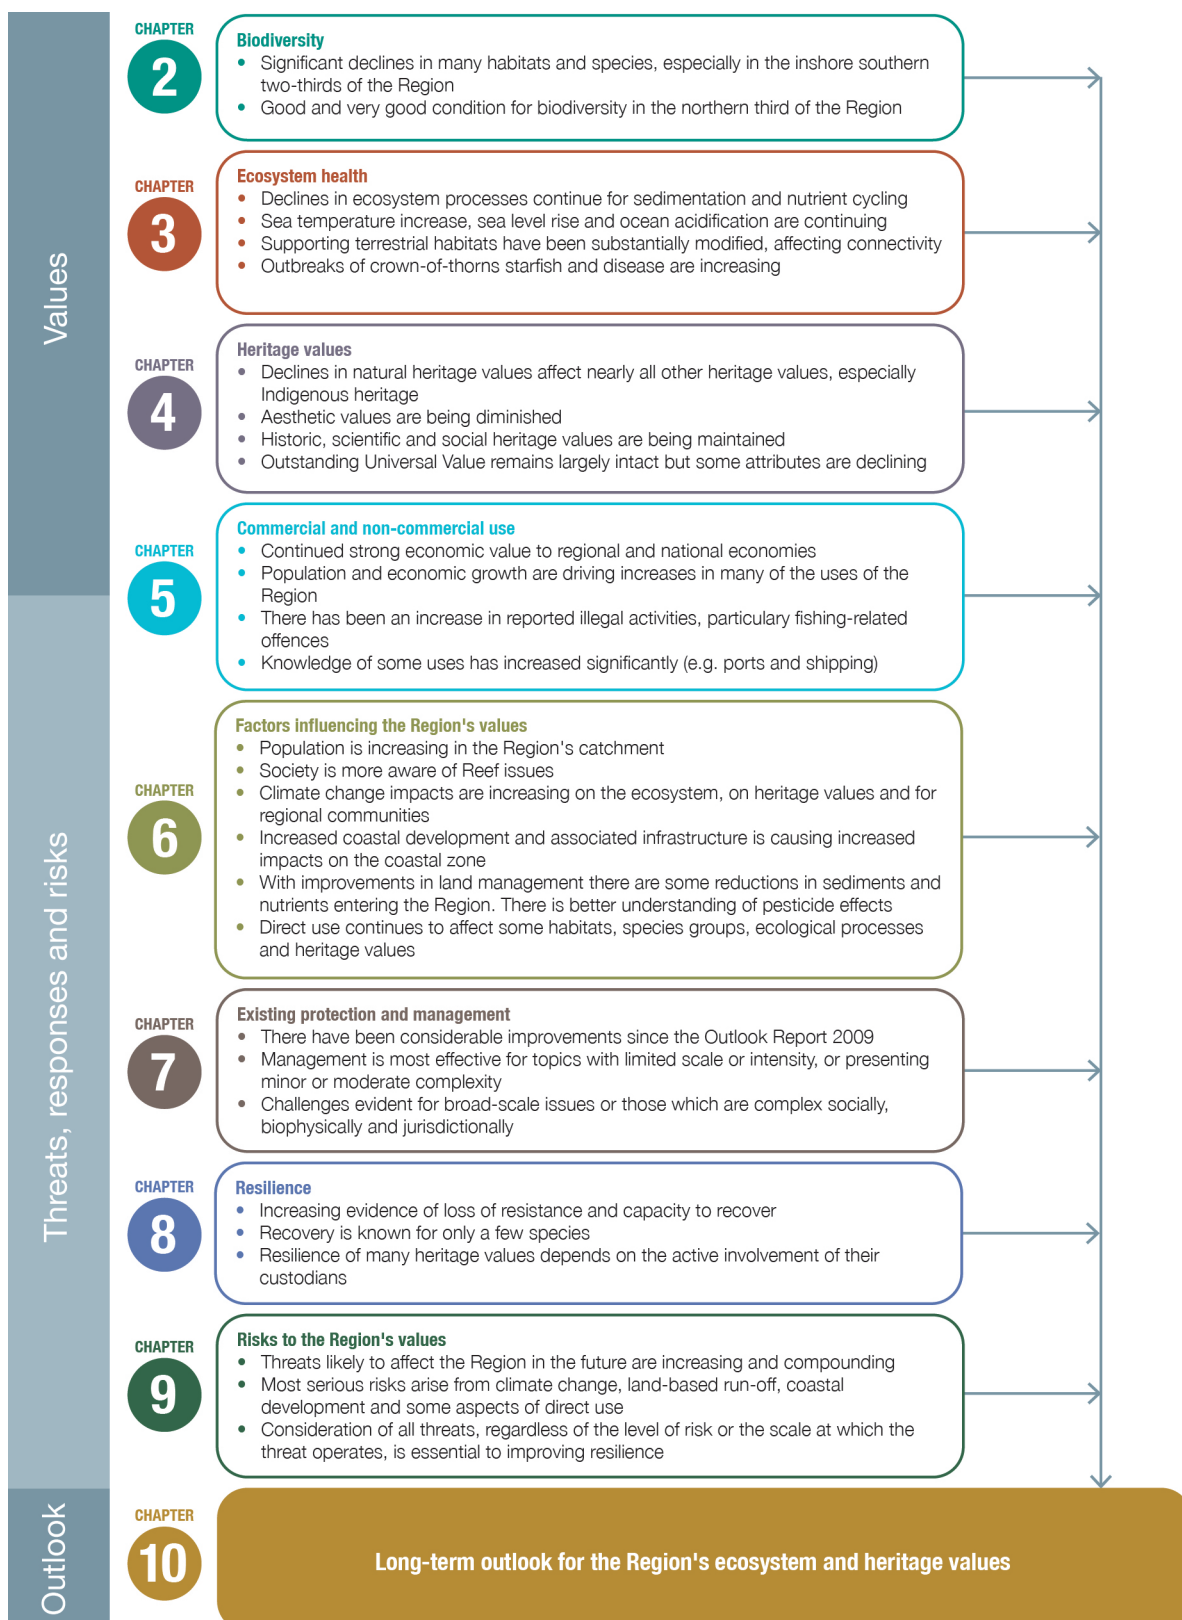 Values
CHAPTER
2
Biodiversity
• Significant declines in many habitats and species, especially in the inshore southern
two-thirds of the Region
• Good and very good condition for biodiversity in the northern third of the Region
CHAPTER
3
Ecosystem health
• Declines in ecosystem processes continue for sedimentation and nutrient cycling
• Sea temperature increase, sea level rise and ocean acidification are continuing
• Supporting terrestrial habitats have been substantially modified, affecting connectivity
• Outbreaks of crown-of-thorns starfish and disease are increasing
CHAPTER
4
Heritage values
• Declines in natural heritage values affect nearly all other heritage values, especially
Indigenous heritage
• Aesthetic values are being diminished
• Historic, scientific and social heritage values are being maintained
• Outstanding Universal Value remains largely intact but some attributes are declining
CHAPTER
5
Commercial and non-commercial use
• Continued strong economic value to regional and national economies
• Population and economic growth are driving increases in many of the uses of the
Region
• There has been an increase in reported illegal activities, particulary fishing-related
offences
• Knowledge of some uses has increased significantly (e.g. ports and shipping)
Threats, responses and risks
CHAPTER
6
Factors influencing the Region's values
• Population is increasing in the Region's catchment
• Society is more aware of Reef issues
• Climate change impacts are increasing on the ecosystem, on heritage values and for
regional communities
• Increased coastal development and associated infrastructure is causing increased
impacts on the coastal zone
• With improvements in land management there are some reductions in sediments and
nutrients entering the Region. There is better understanding of pesticide effects
• Direct use continues to affect some habitats, species groups, ecological processes
and heritage values
CHAPTER
7
Existing protection and management
• There have been considerable improvements since the Outlook Report 2009
• Management is most effective for topics with limited scale or intensity, or presenting
minor or moderate complexity
• Challenges evident for broad-scale issues or those which are complex socially,
biophysically and jurisdictionally
CHAPTER
8
Resilience
• Increasing evidence of loss of resistance and capacity to recover
• Recovery is known for only a few species
• Resilience of many heritage values depends on the active involvement of their
custodians
CHAPTER
9
Risks to the Region's values
• Threats likely to affect the Region in the future are increasing and compounding
• Most serious risks arise from climate change, land-based run-off, coastal
development and some aspects of direct use
• Consideration of all threats, regardless of the level of risk or the scale at which the
threat operates, is essential to improving resilience
Outlook
CHAPTER
10
Long-term outlook for the Region's ecosystem and heritage values